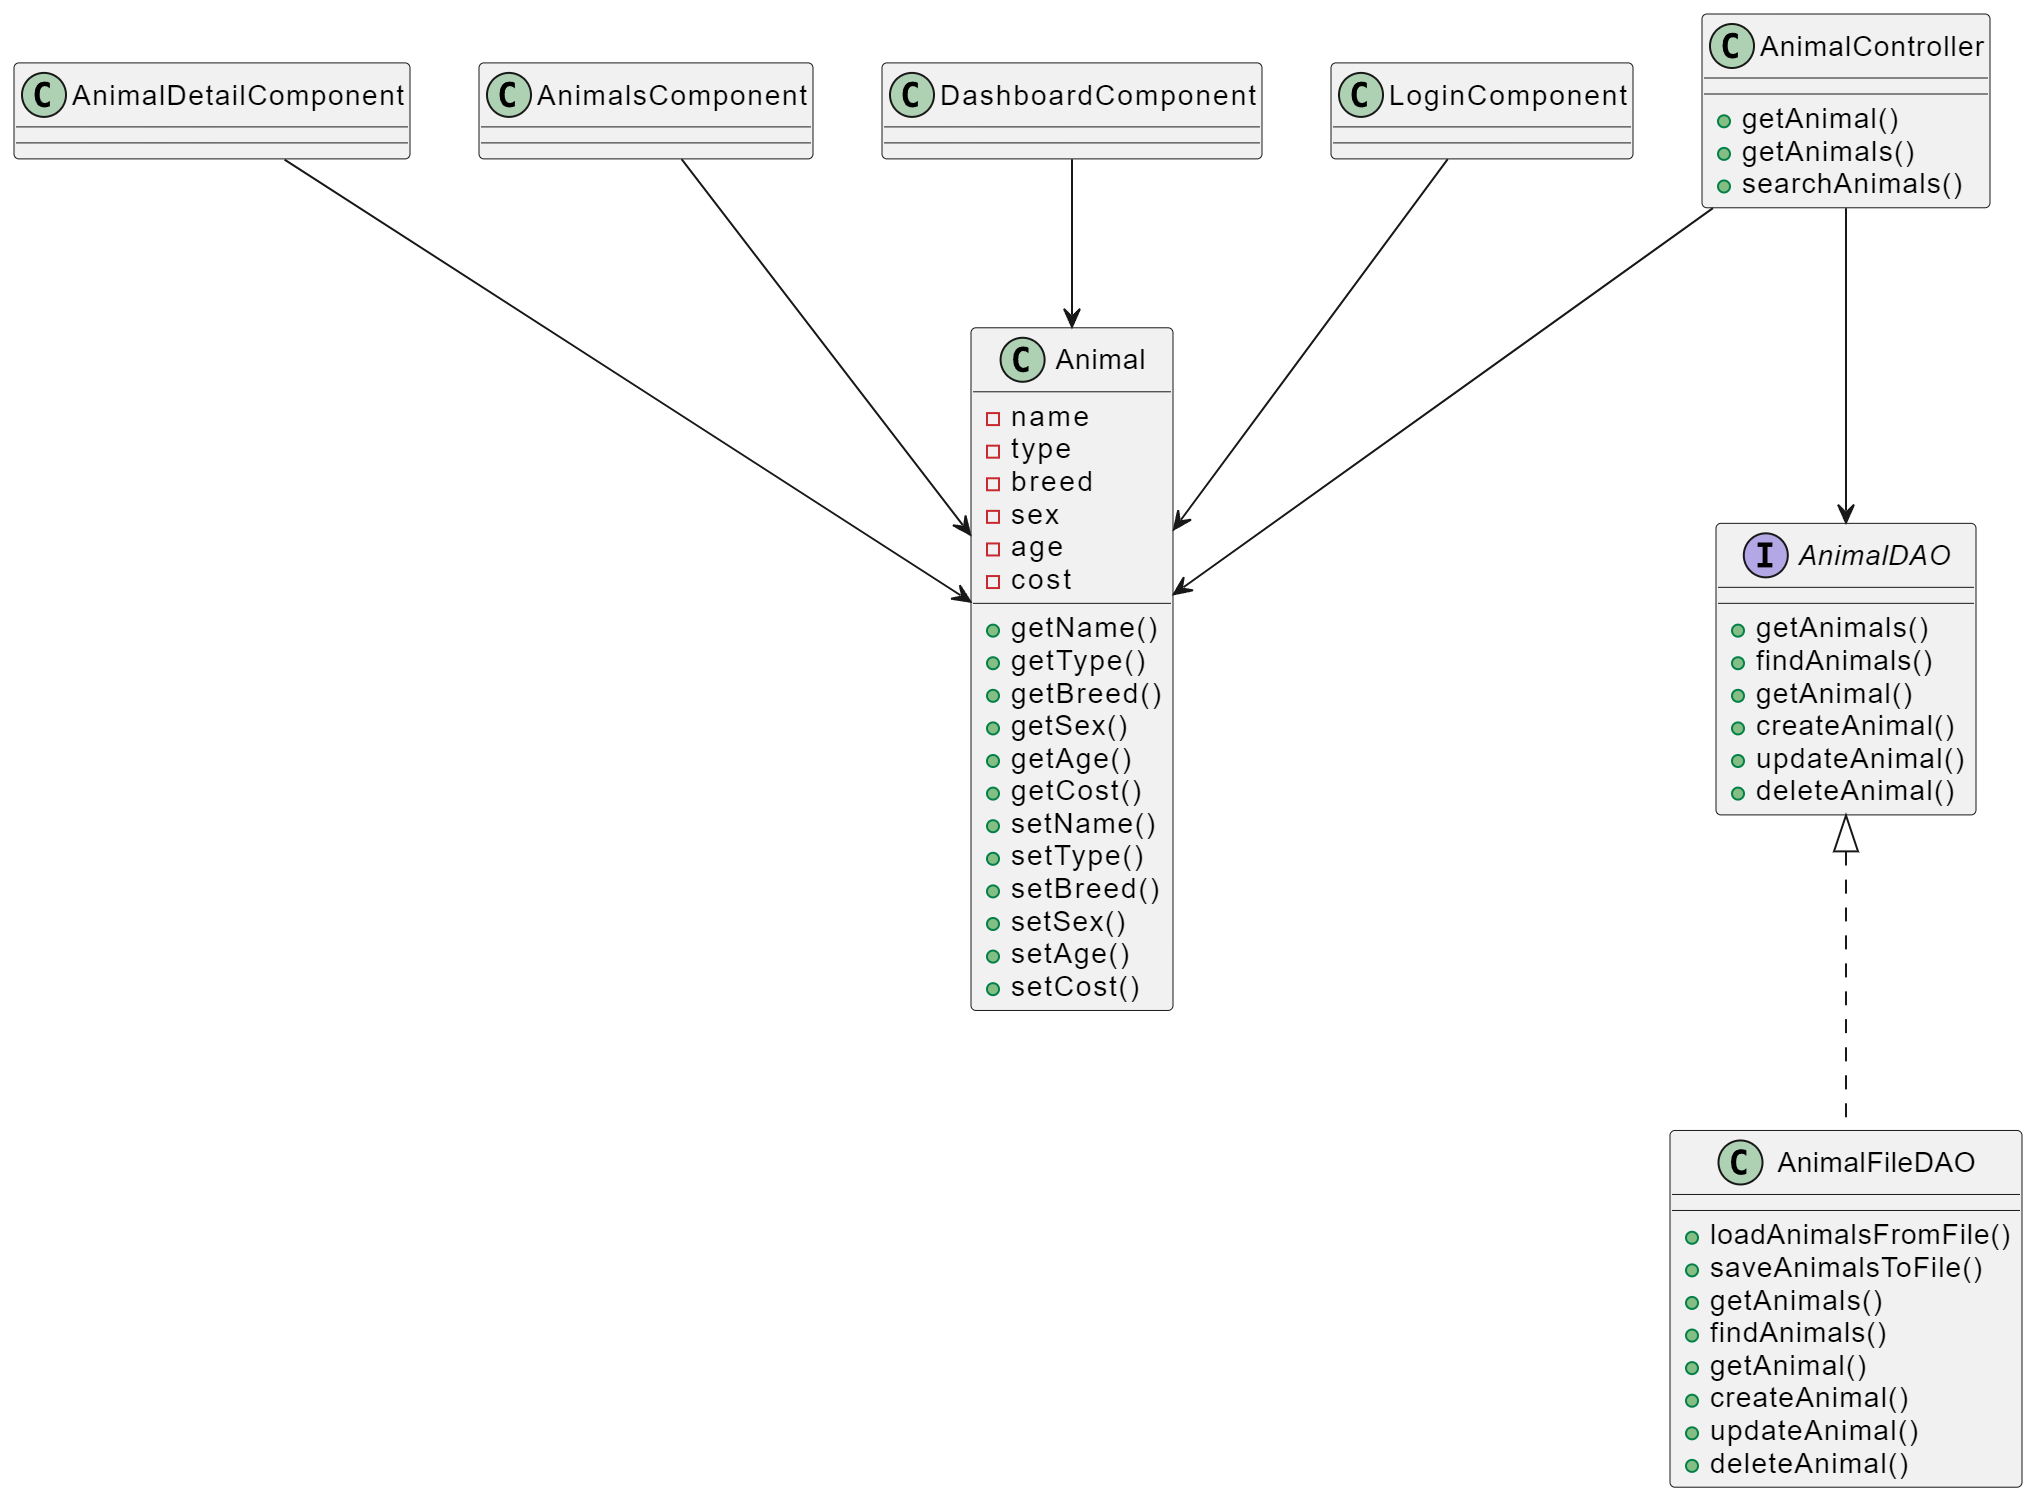 C AnimalDetailComponent
C AnimalsComponent
C DashboardComponent
C LoginComponent
C AnimalController
getAnimal()
getAnimals()
searchAnimals()
C Animal
name
type
breed
sex
age
cost
getName()
getType()
getBreed()
getSex()
getAge()
getCost()
setName()
setType()
setBreed()
setSex()
setAge()
setCost()
I AnimalDAO
getAnimals()
findAnimals()
getAnimal()
createAnimal()
updateAnimal()
deleteAnimal()
C AnimalFileDAO
loadAnimalsFromFile()
saveAnimalsToFile()
getAnimals()
findAnimals()
getAnimal()
createAnimal()
updateAnimal()
deleteAnimal()